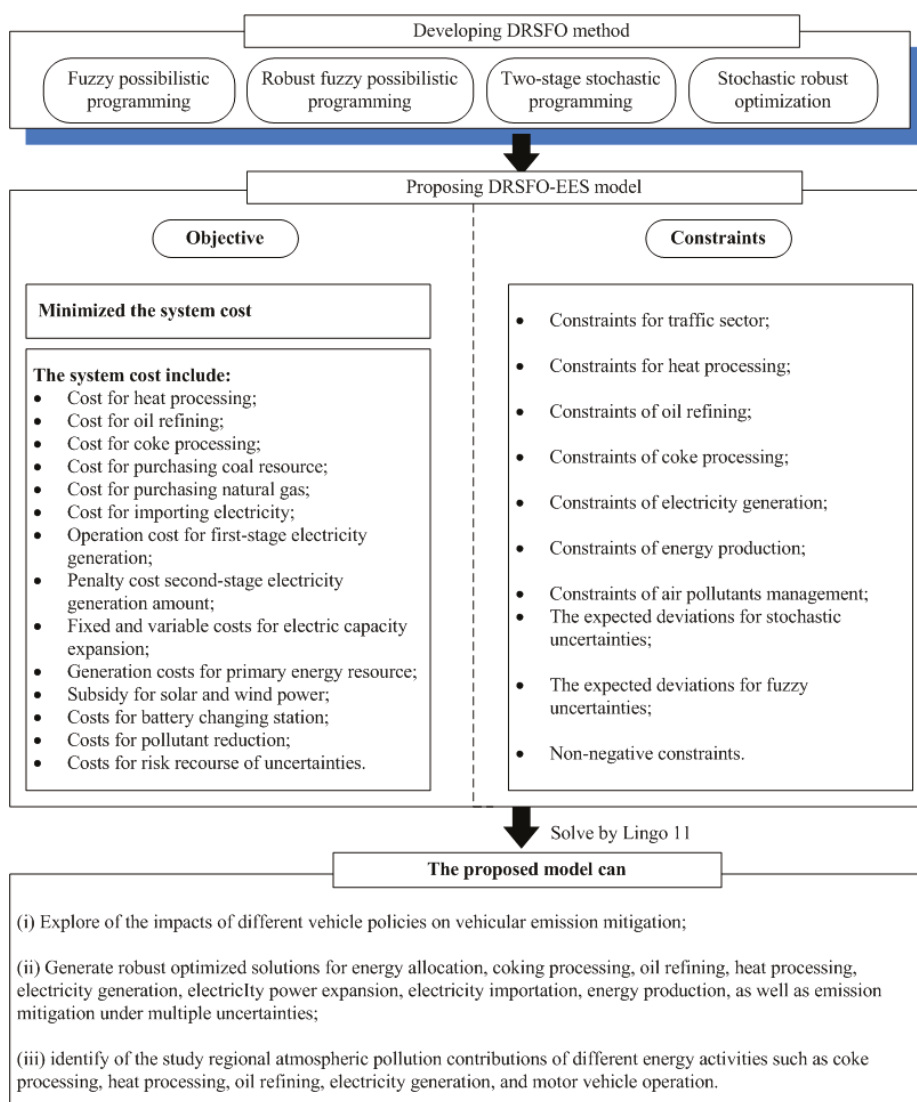 Developing DRSFO method
Fuzzy possibilistic
programming
Robust fuzzy possibilistic
programming
Two-stage stochastic
programming
Stochastic robust
optimization
Proposing DRSFO-EES model
Objective
Minimized the system cost
The system cost include:
• Cost for heat processing;
• Cost for oil refining;
• Cost for coke processing;
• Cost for purchasing coal resource;
• Cost for purchasing natural gas;
• Cost for importing electricity;
• Operation cost for first-stage electricity
generation;
• Penalty cost second-stage electricity
generation amount;
• Fixed and variable costs for electric capacity
expansion;
• Generation costs for primary energy resource;
• Subsidy for solar and wind power;
• Costs for battery changing station;
• Costs for pollutant reduction;
• Costs for risk recourse of uncertainties.
Constraints
• Constraints for traffic sector;
• Constraints for heat processing;
• Constraints of oil refining;
• Constraints of coke processing;
• Constraints of electricity generation;
• Constraints of energy production;
• Constraints of air pollutants management;
• The expected deviations for stochastic
uncertainties;
• The expected deviations for fuzzy
uncertainties;
• Non-negative constraints.
Solve by Lingo 11
The proposed model can
(i) Explore of the impacts of different vehicle policies on vehicular emission mitigation;
(ii) Generate robust optimized solutions for energy allocation, coking processing, oil refining, heat processing,
electricity generation, electricIty power expansion, electricity importation, energy production, as well as emission
mitigation under multiple uncertainties;
(iii) identify of the study regional atmospheric pollution contributions of different energy activities such as coke
processing, heat processing, oil refining, electricity generation, and motor vehicle operation.